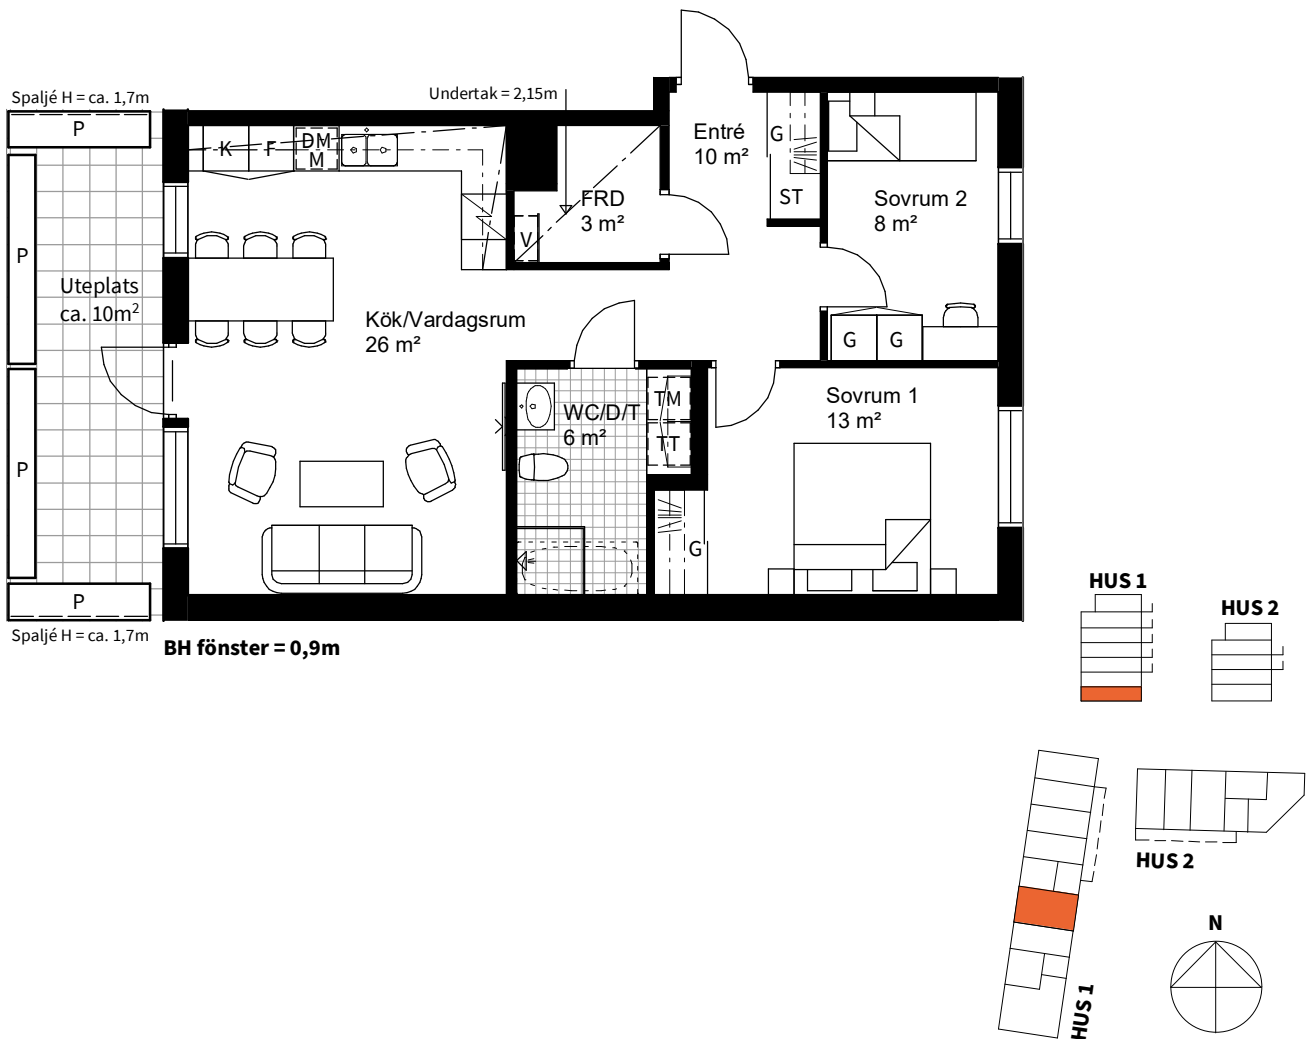 Spaljé H = ca. 1,7m
P
Undertak = 2,15m
K
F
DM
M
Entré
10 m²
G
ST
FRD
3 m²
V
Sovrum 2
8 m²
P
Uteplats
ca. 10m²
Kök/Vardagsrum
26 m²
G
G
WC/D/T
6 m²
TM
TT
Sovrum 1
13 m²
P
G
P
Spaljé H = ca. 1,7m
BH fönster = 0,9m
HUS 1
HUS 2
HUS 2
HUS 1
N